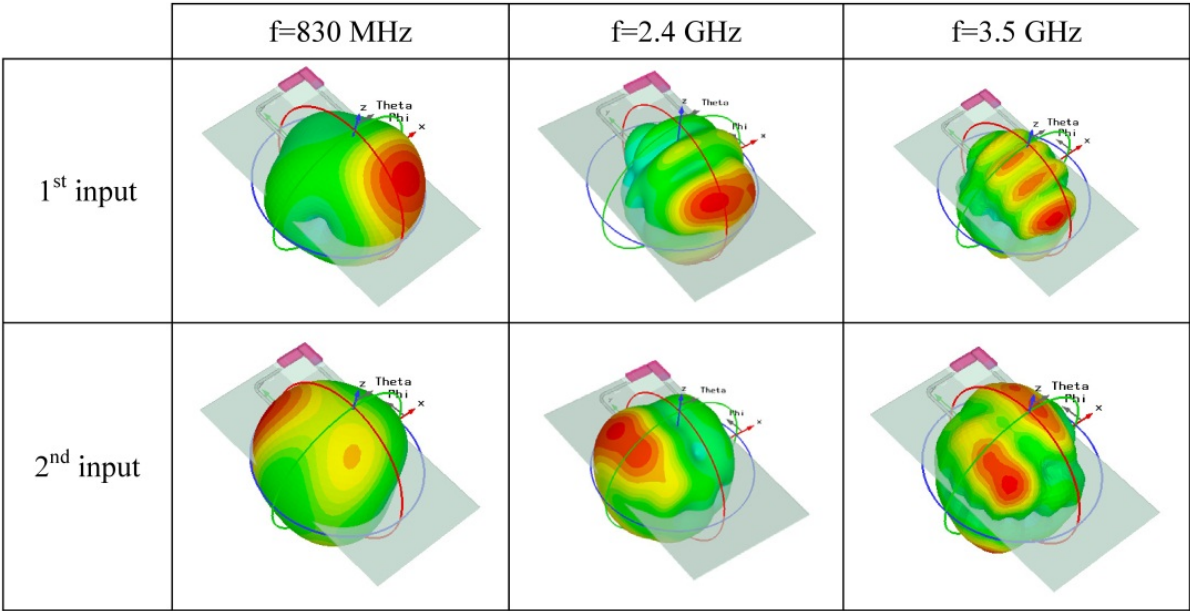 f=830 MHz
f=2.4 GHz
f=3.5 GHz
1st input
z Theta
Phi
x
z Theta
Phi
x
z Theta
Phi
x
2nd input
z Theta
Phi
x
z Theta
Phi
x
z Theta
Phi
x